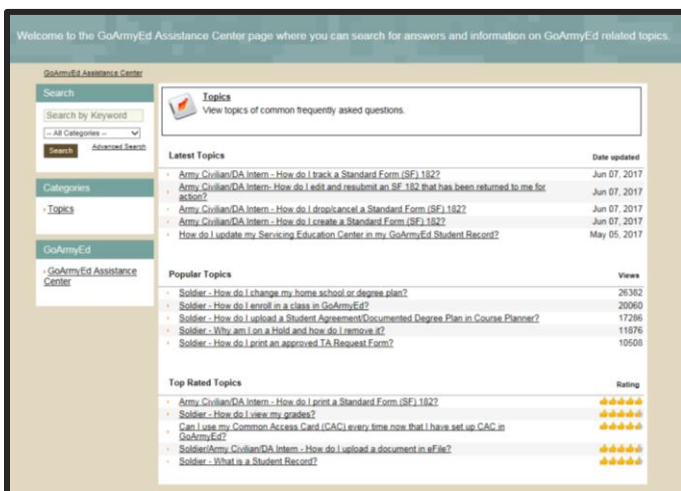 Welcome to the GoArmyEd Assistance Center page where you can search for answers and information on GoArmyEd related topics.
GoArmyEd Assistance Center
Search
Search by Keyword
-- All Categories --
Search
Advanced Search
Categories
Topics
GoArmyEd
GoArmyEd Assistance
Center
Topics
View topics of common frequently asked questions.
Latest Topics Date updated
Army Civilian/DA Intern - How do I track a Standard Form (SF) 182? Jun 07, 2017
Army Civilian/DA Intern- How do I edit and resubmit an SF 182 that has been returned to me for
action? Jun 07, 2017
Army Civilian/DA Intern - How do I drop/cancel a Standard Form (SF) 182? Jun 07, 2017
Army Civilian/DA Intern - How do I create a Standard Form (SF) 182? Jun 07, 2017
How do I update my Servicing Education Center in my GoArmyEd Student Record? May 05, 2017
Popular Topics Views
Soldier - How do I change my home school or degree plan? 26382
Soldier - How do I enroll in a class in GoArmyEd? 20060
Soldier - How do I upload a Student Agreement/Documented Degree Plan in Course Planner? 17286
Soldier - Why am I on a Hold and how do I remove it? 11876
Soldier - How do I print an approved TA Request Form? 10508
Top Rated Topics Rating
Army Civilian/DA Intern - How do I print a Standard Form (SF) 182?
Soldier - How do I view my grades?
Can I use my Common Access Card (CAC) every time now that I have set up CAC in
GoArmyEd?
Soldier/Army Civilian/DA Intern - How do I upload a document in eFile?
Soldier - What is a Student Record?